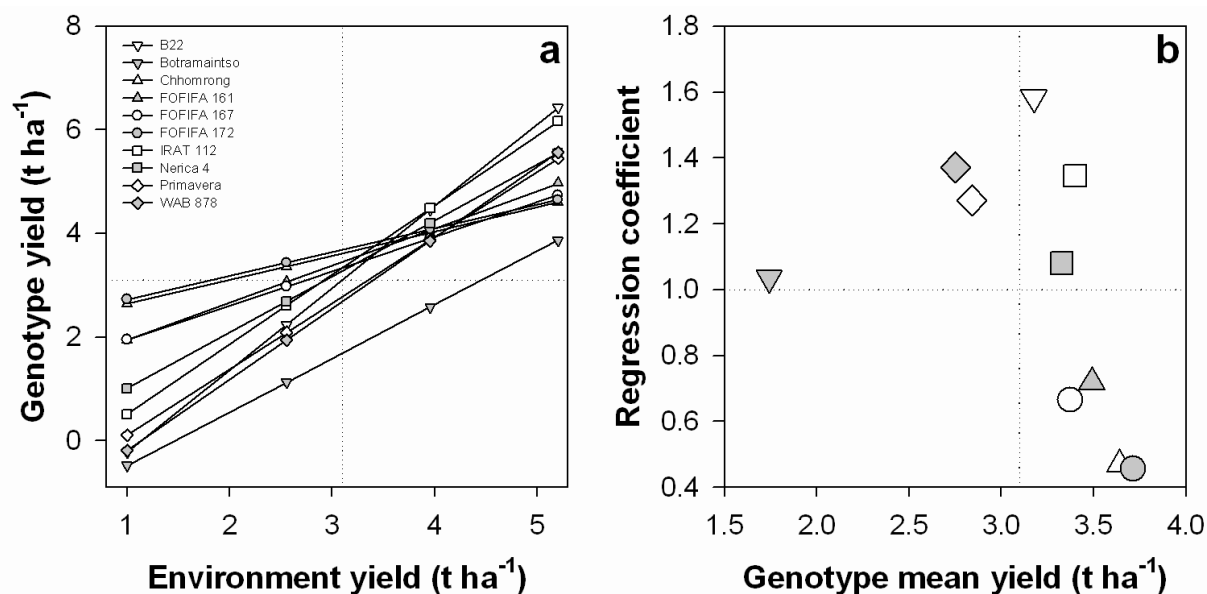 a
B22
Botramaintso
Chhomrong
FOFIFA 161
FOFIFA 167
FOFIFA 172
IRAT 112
Nerica 4
Primavera
WAB 878
8
6
4
2
0
1 2 3 4 5
Genotype yield (t ha⁻¹)
Environment yield (t ha⁻¹)
b
1.8
1.6
1.4
1.2
1.0
0.8
0.6
0.4
1.5 2.0 2.5 3.0 3.5 4.0
Regression coefficient
Genotype mean yield (t ha⁻¹)